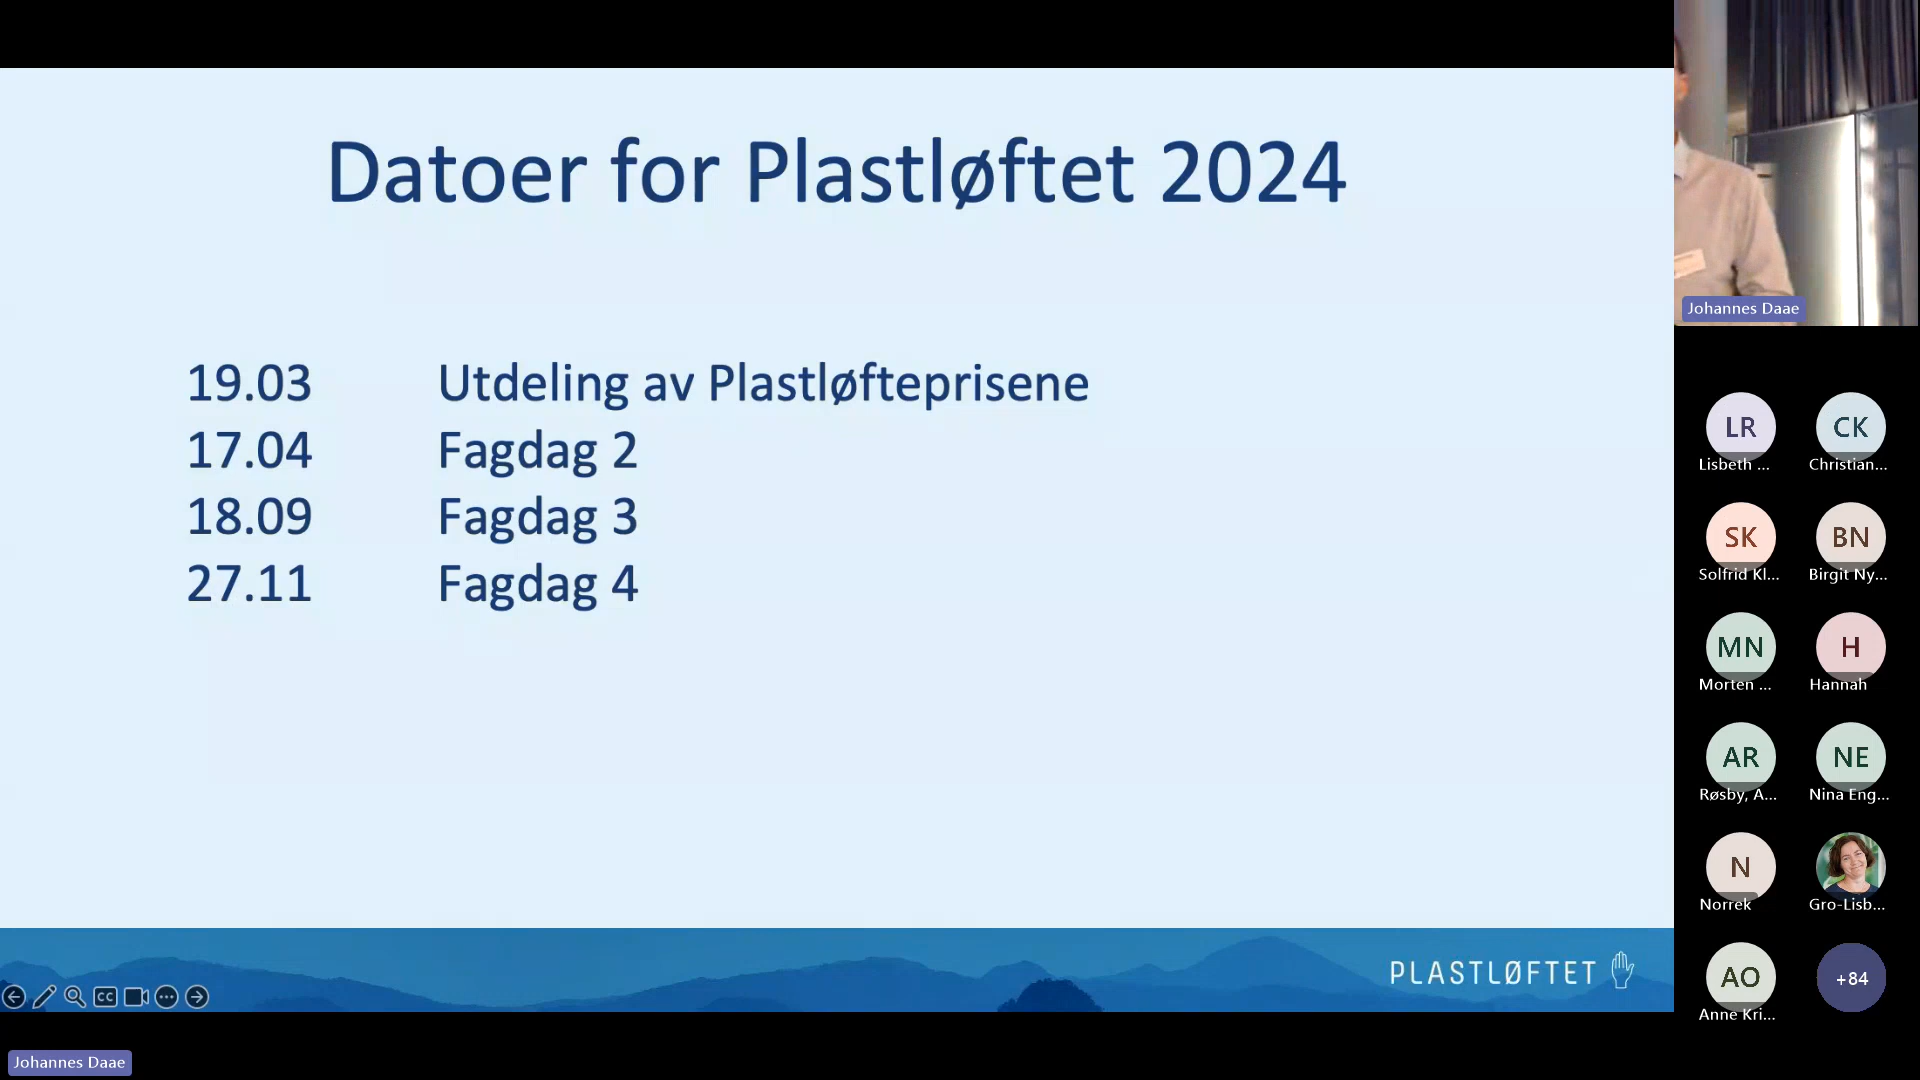 Datoer for Plastløftet 2024
19.03 Utdeling av Plastløfteprisene
17.04 Fagdag 2
18.09 Fagdag 3
27.11 Fagdag 4
PLASTLØFTET
CC
Johannes Daae
Johannes Daae
LR CK
Lisbeth ... Christian...
SK BN
Solfrid Kl... Birgit Ny...
MN H
Morten ... Hannah
AR NE
Røsby, A... Nina Eng...
N
Norrek Gro-Lisb...
AO +84
Anne Kri...